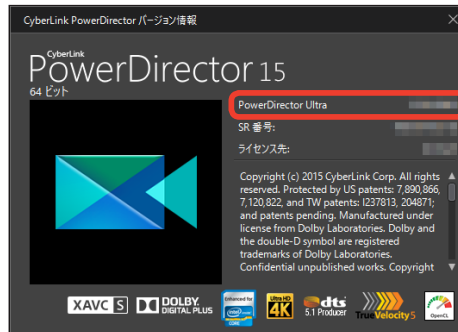 CyberLink PowerDirector バージョン情報
CyberLink
PowerDirector 15
64 ビット
PowerDirector Ultra
SR 番号:
ライセンス先:
Copyright (c) 2015 CyberLink Corp. All rights
reserved. Protected by US patents: 7,890,866,
7,120,822, and TW patents: I237813, 204871;
and patents pending. Manufactured under
license from Dolby Laboratories. Dolby and
the double-D symbol are registered
trademarks of Dolby Laboratories.
Confidential unpublished works. Copyright
XAVC S
DOLBY
DIGITAL PLUS
Enhanced for
intel
CORE
Ultra HD
4K
dts
5.1 Producer
TrueVelocity 5
OpenCL